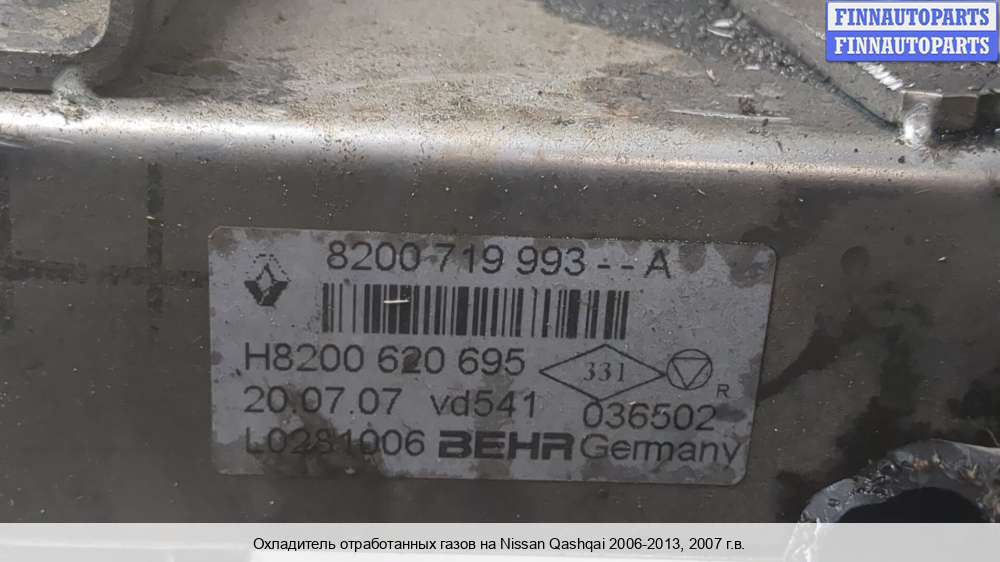 FINNAUTOPARTS
FINNAUTOPARTS
8200 719 993 - - A
H8200 620 695
331
R
20.07.07 vd541 036502
L0281006 BEHR Germany
Охладитель отработанных газов на Nissan Qashqai 2006-2013, 2007 г.в.